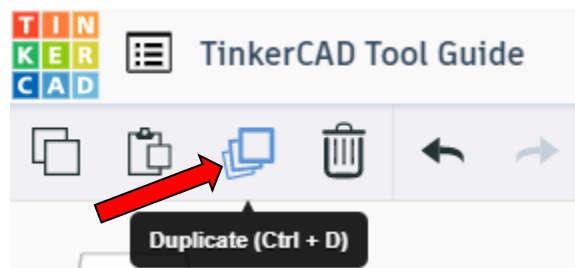 TIN
KER
CAD
TinkerCAD Tool Guide
Duplicate (Ctrl + D)